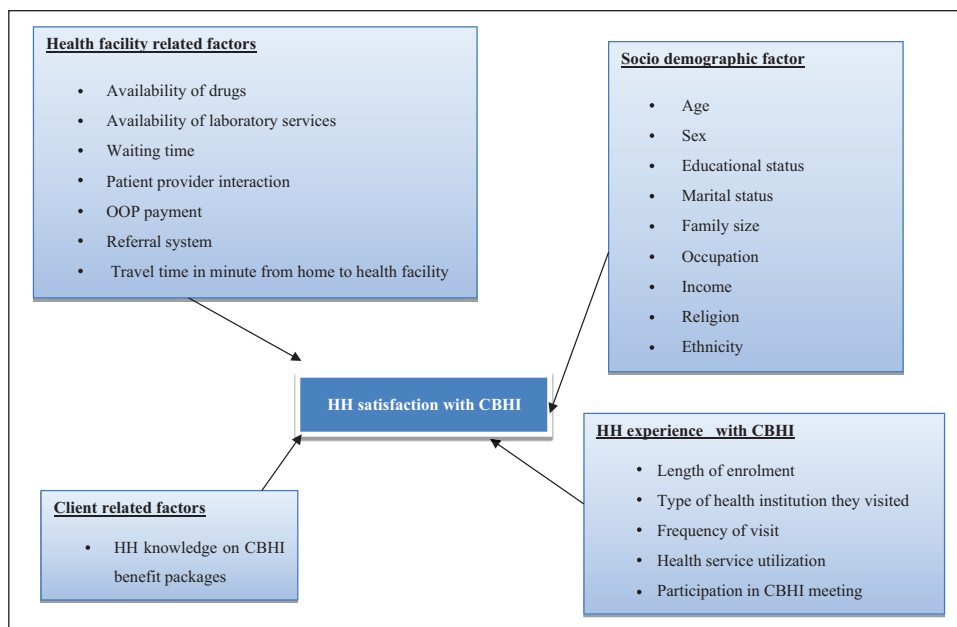 Health facility related factors
• Availability of drugs
• Availability of laboratory services
• Waiting time
• Patient provider interaction
• OOP payment
• Referral system
• Travel time in minute from home to health facility
Socio demographic factor
• Age
• Sex
• Educational status
• Marital status
• Family size
• Occupation
• Income
• Religion
• Ethnicity
HH satisfaction with CBHI
Client related factors
• HH knowledge on CBHI
benefit packages
HH experience with CBHI
• Length of enrolment
• Type of health institution they visited
• Frequency of visit
• Health service utilization
• Participation in CBHI meeting